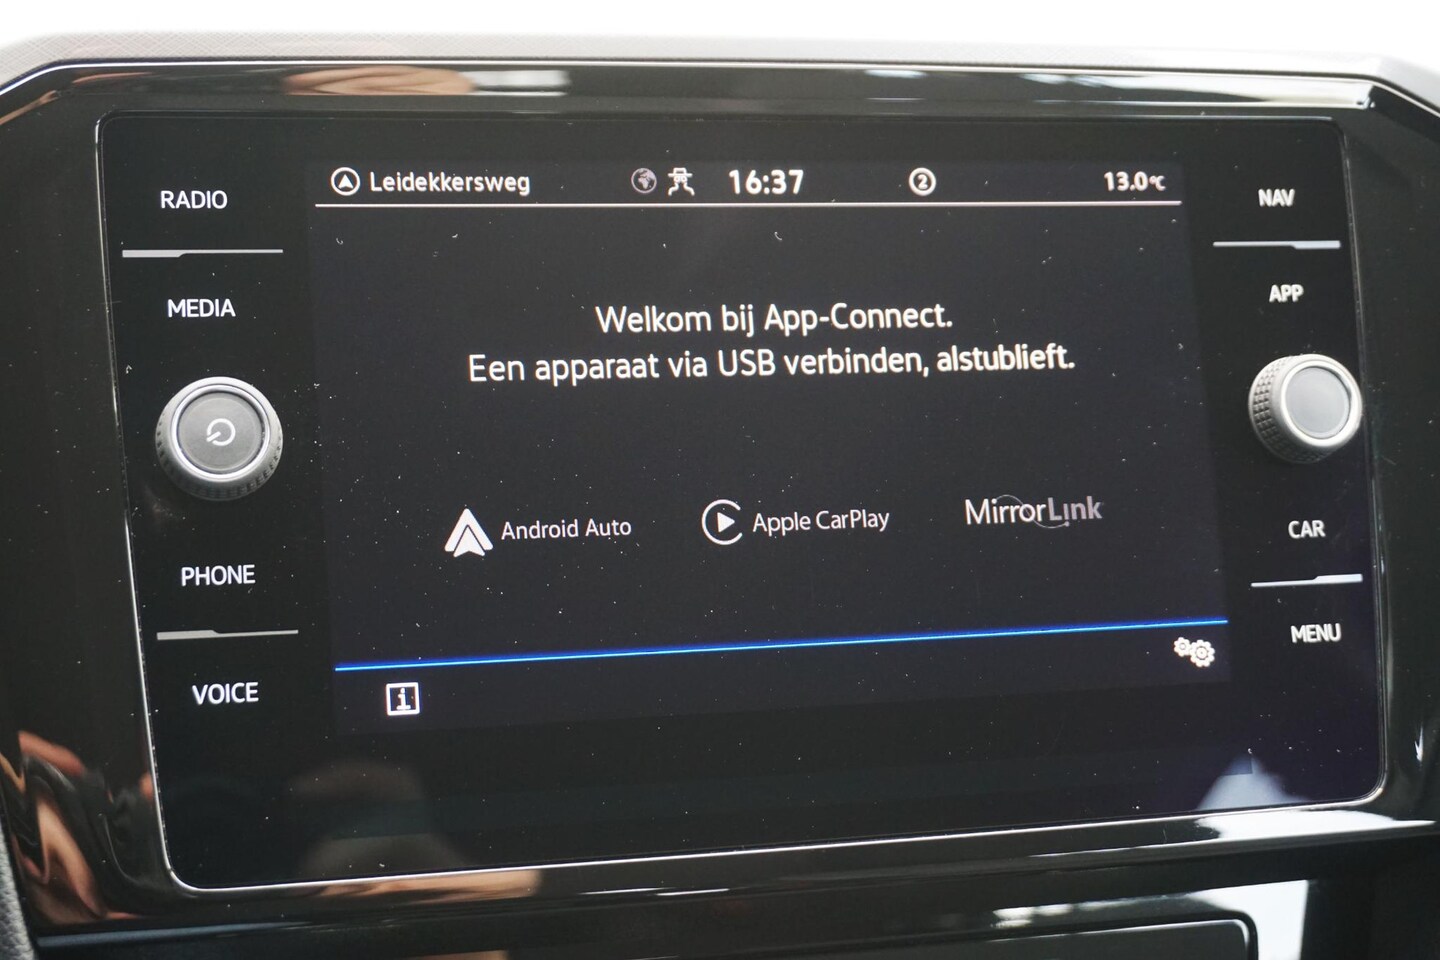 RADIO
MEDIA
PHONE
VOICE
Leidekkersweg 16:37 2 13.0°C
Welkom bij App-Connect.
Een apparaat via USB verbinden, alstublieft.
Android Auto Apple CarPlay MirrorLink
i
NAV
APP
CAR
MENU